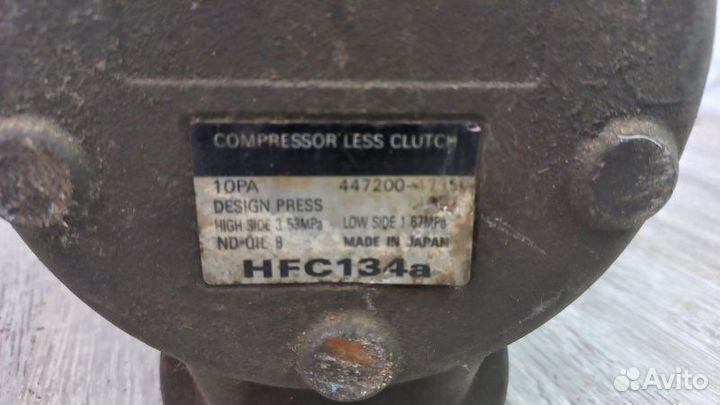 COMPRESSOR LESS CLUTCH
10PA
DESIGN PRESS
HIGH SIDE 3.53MPa LOW SIDE 1.67MPa
ND-OIL 8 MADE IN JAPAN
HFC134a
Avito